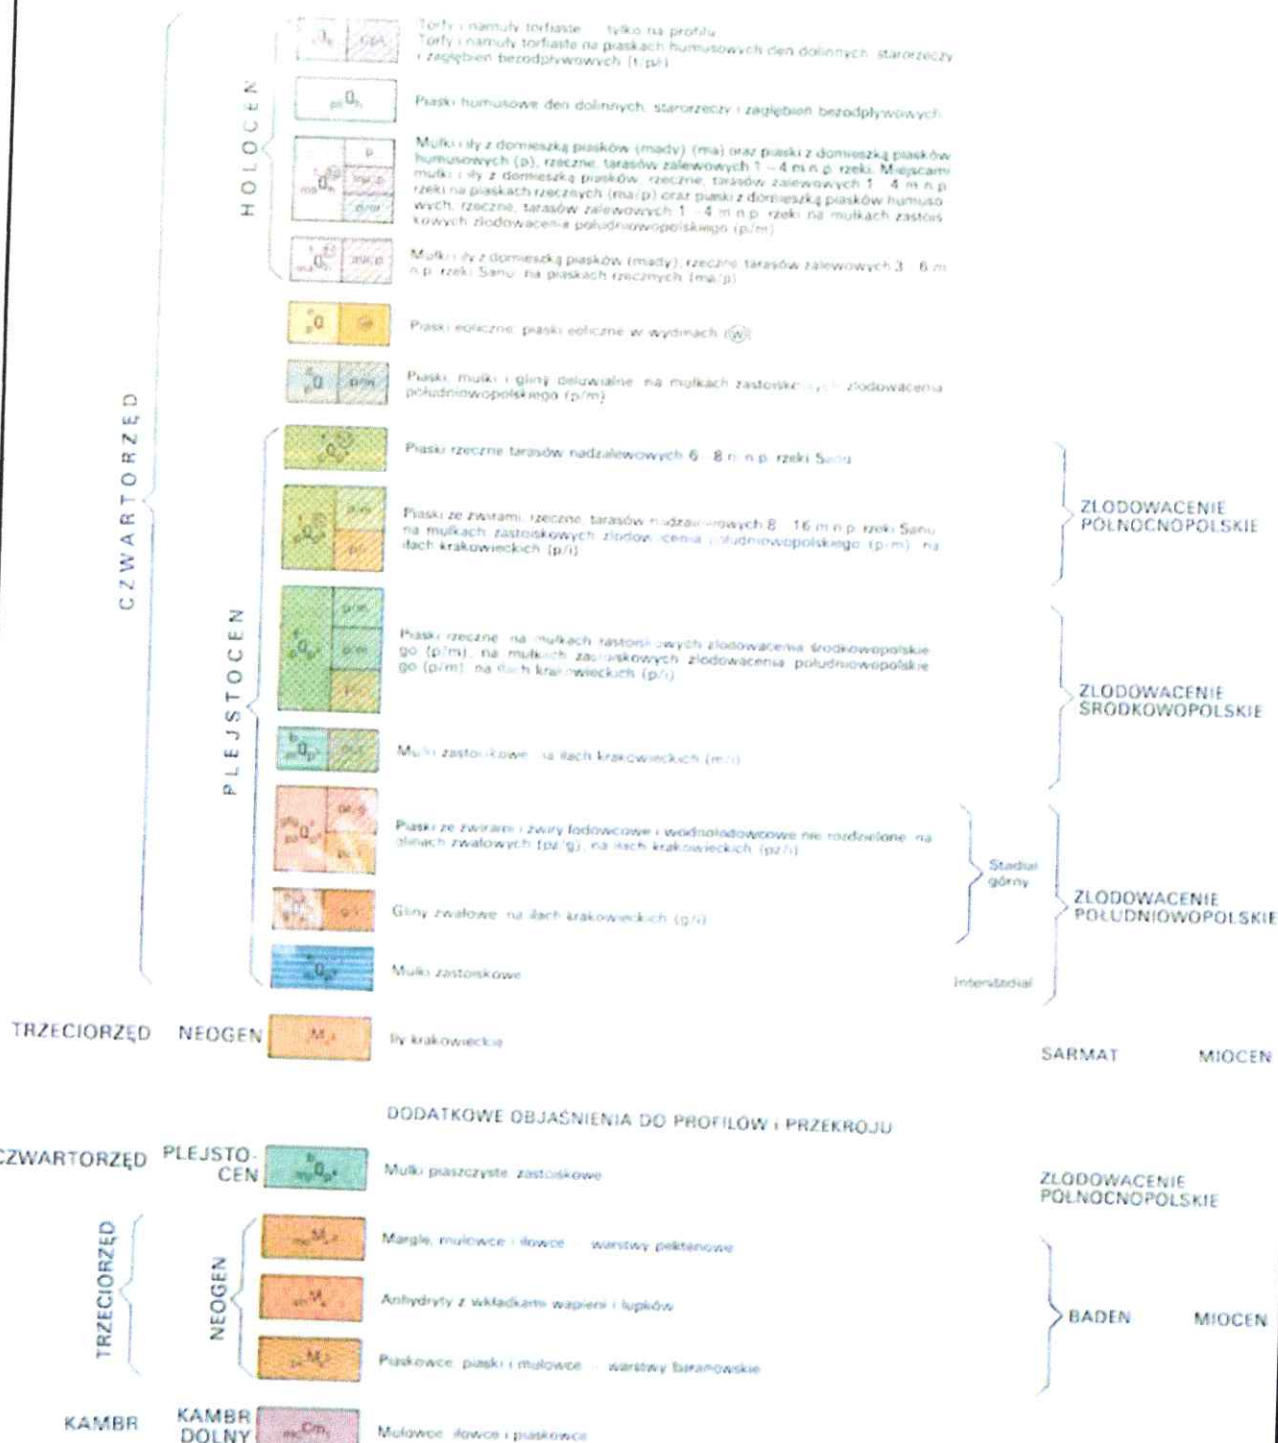 Torfy i namuły torfiaste – tylko na profilu
Torfy i namuły torfiaste na piaskach humusowych den dolinnych, starorzeczy
i zagłębień bezodpływowych (t/p)
Piaski humusowe den dolinnych, starorzeczy i zagłębień bezodpływowych
HOLOCEN
Mułki i iły z domieszką piasków (mady) (ma) oraz piaski z domieszką piasków
humusowych (p), rzeczne, tarasów zalewowych 1 – 4 m n.p. rzeki. Miejscami
mułki i iły z domieszką piasków, rzeczne, tarasów zalewowych 1 – 4 m n.p.
rzeki na piaskach rzecznych (ma/p) oraz piaski z domieszką piasków humuso
wych, rzeczne, tarasów zalewowych 1 – 4 m n.p. rzeki na mułkach zastois
kowych zlodowacenia południowopolskiego (p/m)
Mułki i iły z domieszką piasków (mady), rzeczne tarasów zalewowych 3 – 6 m
n.p. rzeki Sanu na piaskach rzecznych (ma/p)
Piaski eoliczne; piaski eoliczne w wydmach (w)
Piaski, mułki i gliny deluwialne na mułkach zastoiskowych zlodowacenia
południowopolskiego (p/m)
CZWARTORZĘD
PLEJSTOCEN
Piaski rzeczne tarasów nadzalewowych 6 – 8 m n.p. rzeki Sanu
Piaski ze żwirami, rzeczne, tarasów nadzalewowych 8 – 16 m n.p. rzeki Sanu
na mułkach zastoiskowych zlodowacenia południowopolskiego (p/m), na
iłach krakowieckich (p/i)
ZLODOWACENIE
PÓŁNOCNOPOLSKIE
Piaski rzeczne na mułkach zastoiskowych zlodowacenia środkowopolskie
go (p/m), na mułkach zastoiskowych zlodowacenia południowopolskie
go (p/m), na iłach krakowieckich (p/i)
Mułki zastoiskowe na iłach krakowieckich (m/i)
ZLODOWACENIE
ŚRODKOWOPOLSKIE
Piaski ze żwirami i żwiry lodowcowe i wodnolodowcowe nie rozdzielone na
glinach zwałowych (pż/g), na iłach krakowieckich (pż/i)
Gliny zwałowe na iłach krakowieckich (g/i)
Stadiał
górny
Mułki zastoiskowe
Interstadiał
ZLODOWACENIE
POŁUDNIOWOPOLSKIE
TRZECIORZĘD NEOGEN Iły krakowieckie SARMAT MIOCEN
DODATKOWE OBJAŚNIENIA DO PROFILÓW i PRZEKROJU
CZWARTORZĘD PLEJSTO-
CEN
Mułki piaszczyste, zastoiskowe
ZLODOWACENIE
PÓŁNOCNOPOLSKIE
TRZECIORZĘD
NEOGEN
Margle, mułowce i iłowce – warstwy pektenowe
Anhydryty z wkładkami wapieni i łupków
Piaskowce, piaski i mułowce – warstwy baranowskie
BADEN MIOCEN
KAMBR KAMBR
DOLNY
Mułowce, iłowce i piaskowce